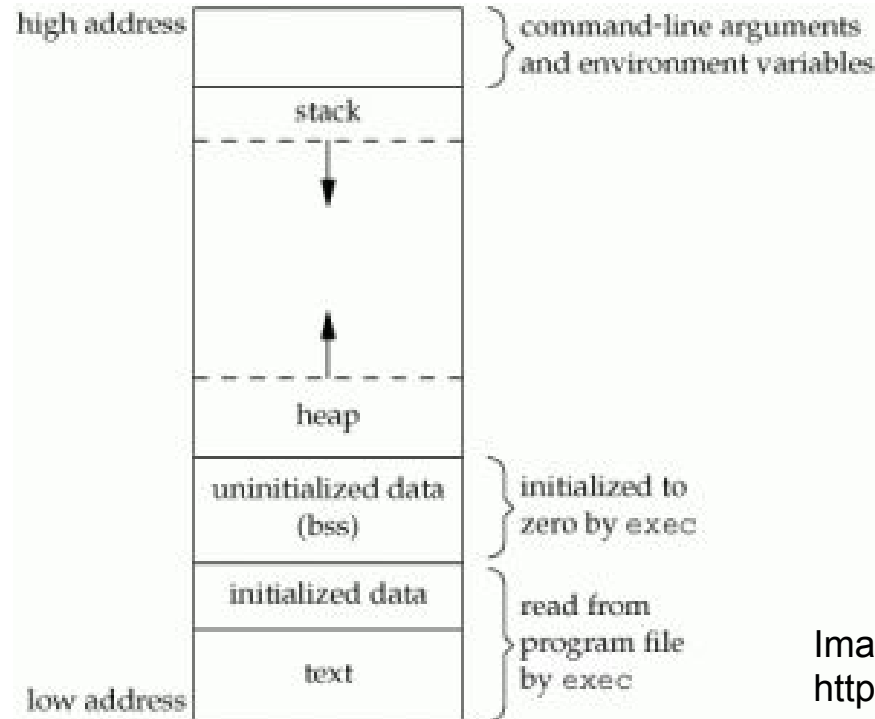 high address
command-line arguments
and environment variables
stack
heap
uninitialized data
(bss)
initialized to
zero by exec
initialized data
read from
program file
by exec
text
low address
Ima
http